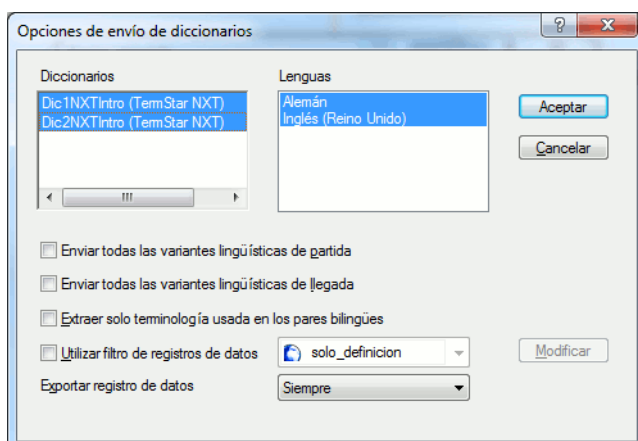 Opciones de envío de diccionarios
Diccionarios
Lenguas
Dic1NXTIntro (TermStar NXT)
Dic2NXTIntro (TermStar NXT)
Alemán
Inglés (Reino Unido)
Aceptar
Cancelar
Enviar todas las variantes lingüísticas de partida
Enviar todas las variantes lingüísticas de llegada
Extraer solo terminología usada en los pares bilingües
Utilizar filtro de registros de datos
solo_definicion
Modificar
Exportar registro de datos
Siempre